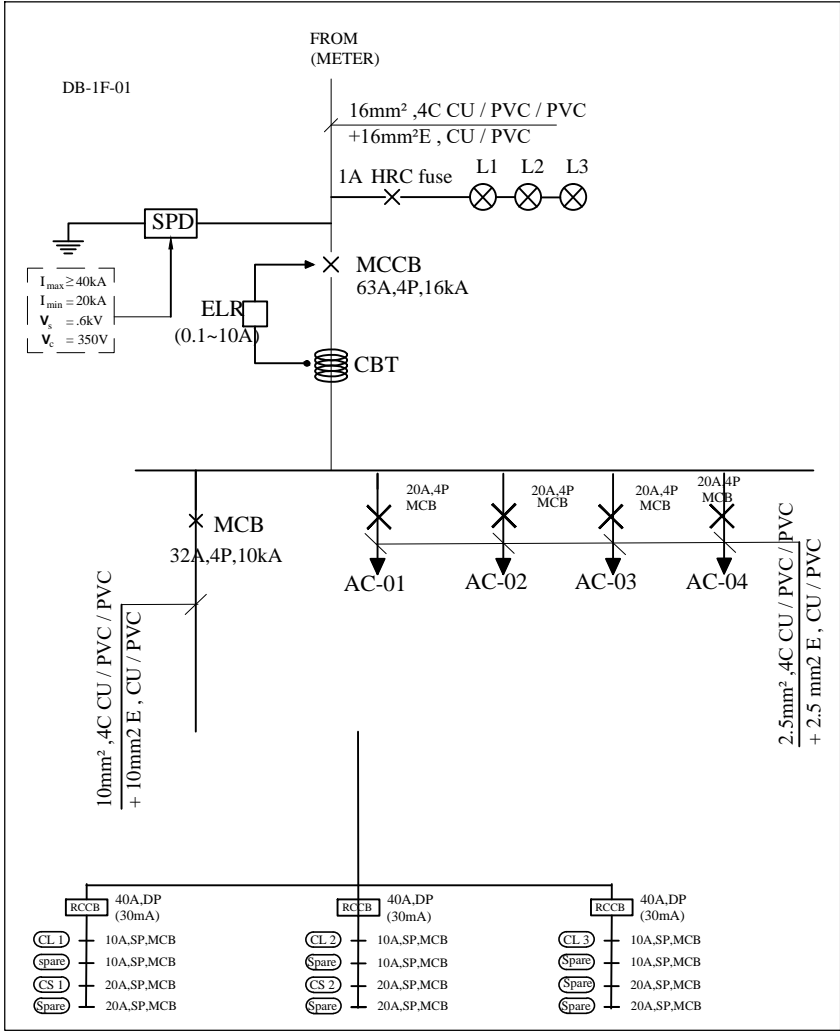 FROM
(METER)
DB-1F-01
16mm² ,4C CU / PVC / PVC
+16mm²E , CU / PVC
1A HRC fuse
L1
L2
L3
SPD
Imax ≥ 40kA
Imin = 20kA
Vs = .6kV
Vc = 350V
MCCB
63A,4P,16kA
ELR
(0.1~10A)
CBT
MCB
32A,4P,10kA
20A,4P
MCB
20A,4P
MCB
20A,4P
MCB
20A,4P
MCB
AC-01
AC-02
AC-03
AC-04
10mm² ,4C CU / PVC / PVC
+ 10mm2 E , CU / PVC
2.5mm² ,4C CU / PVC / PVC
+ 2.5 mm2 E , CU / PVC
RCCB
40A,DP
(30mA)
CL 1
10A,SP,MCB
spare
10A,SP,MCB
CS 1
20A,SP,MCB
Spare
20A,SP,MCB
RCCB
40A,DP
(30mA)
CL 2
10A,SP,MCB
Spare
10A,SP,MCB
CS 2
20A,SP,MCB
Spare
20A,SP,MCB
RCCB
40A,DP
(30mA)
CL 3
10A,SP,MCB
Spare
10A,SP,MCB
Spare
20A,SP,MCB
Spare
20A,SP,MCB